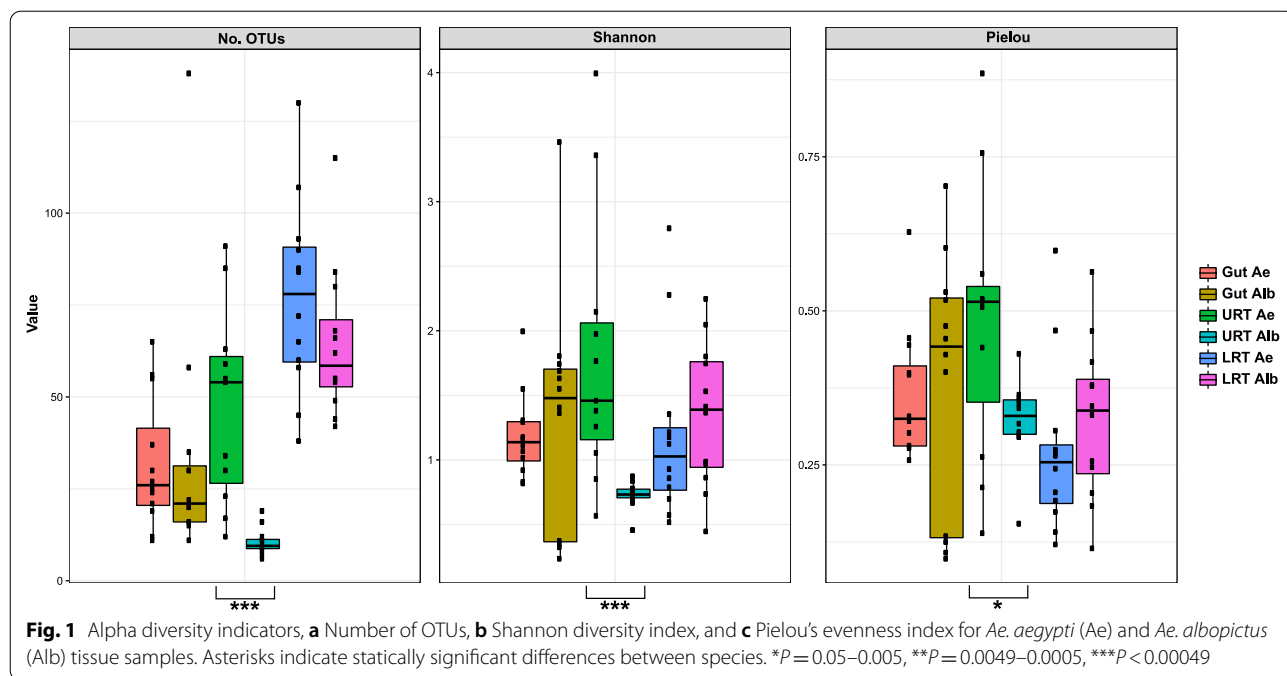 No. OTUs
Shannon
Pielou
Value
100
50
0
4
3
2
1
0.75
0.50
0.25
Gut Ae
Gut Alb
URT Ae
URT Alb
LRT Ae
LRT Alb
***
***
*
Fig. 1 Alpha diversity indicators, a Number of OTUs, b Shannon diversity index, and c Pielou's evenness index for Ae. aegypti (Ae) and Ae. albopictus
(Alb) tissue samples. Asterisks indicate statically significant differences between species. *P = 0.05–0.005, **P = 0.0049–0.0005, ***P < 0.00049